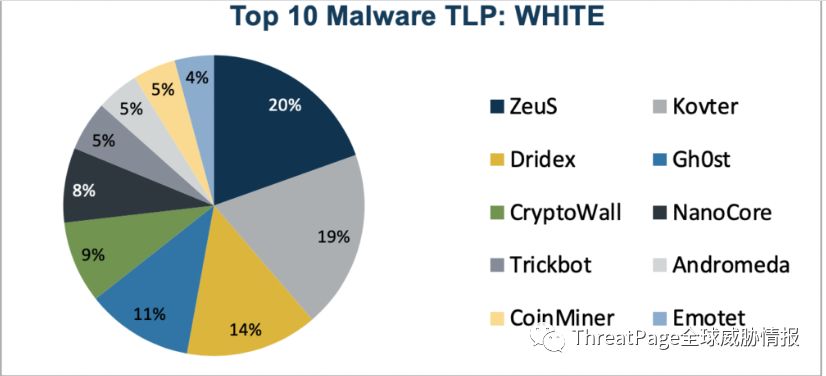 Top 10 Malware TLP: WHITE
4%
5%
5%
20%
5%
8%
19%
9%
11%
14%
ZeuS Kovter
Dridex Gh0st
CryptoWall NanoCore
Trickbot Andromeda
CoinMiner Emotet
ThreatPage全球威胁情报